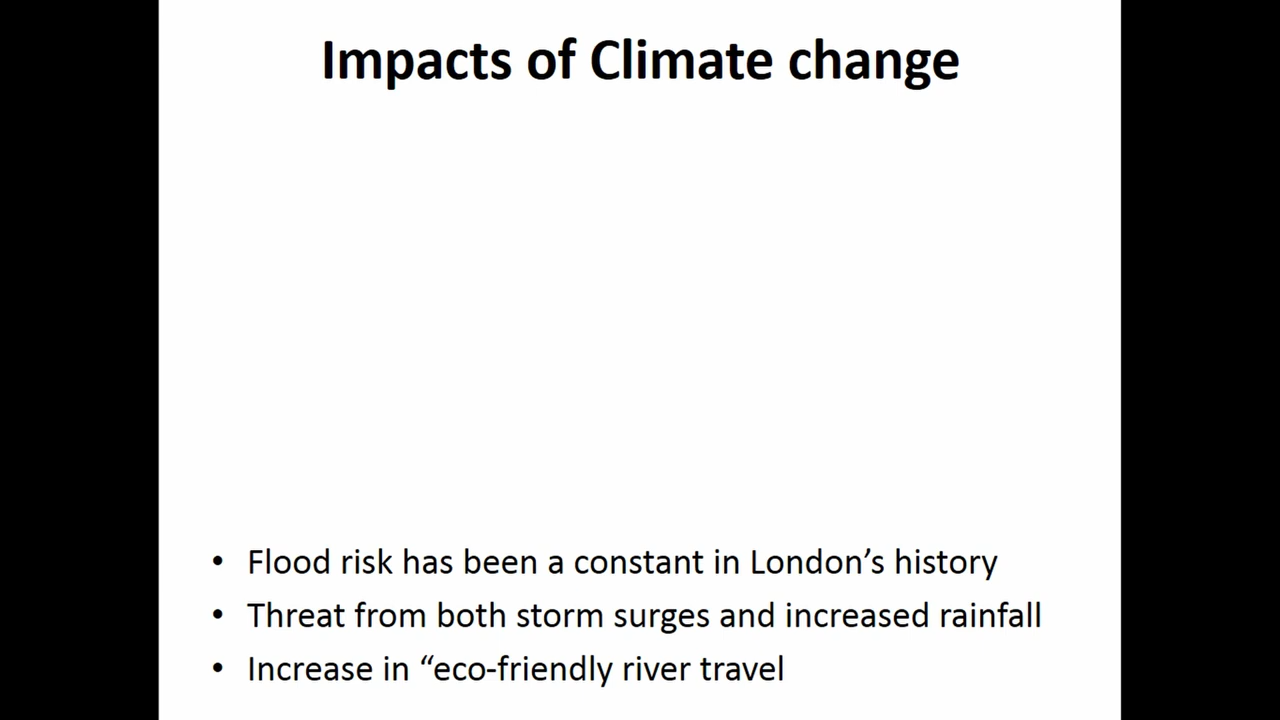 Impacts of Climate change
• Flood risk has been a constant in London’s history
• Threat from both storm surges and increased rainfall
• Increase in “eco-friendly river travel